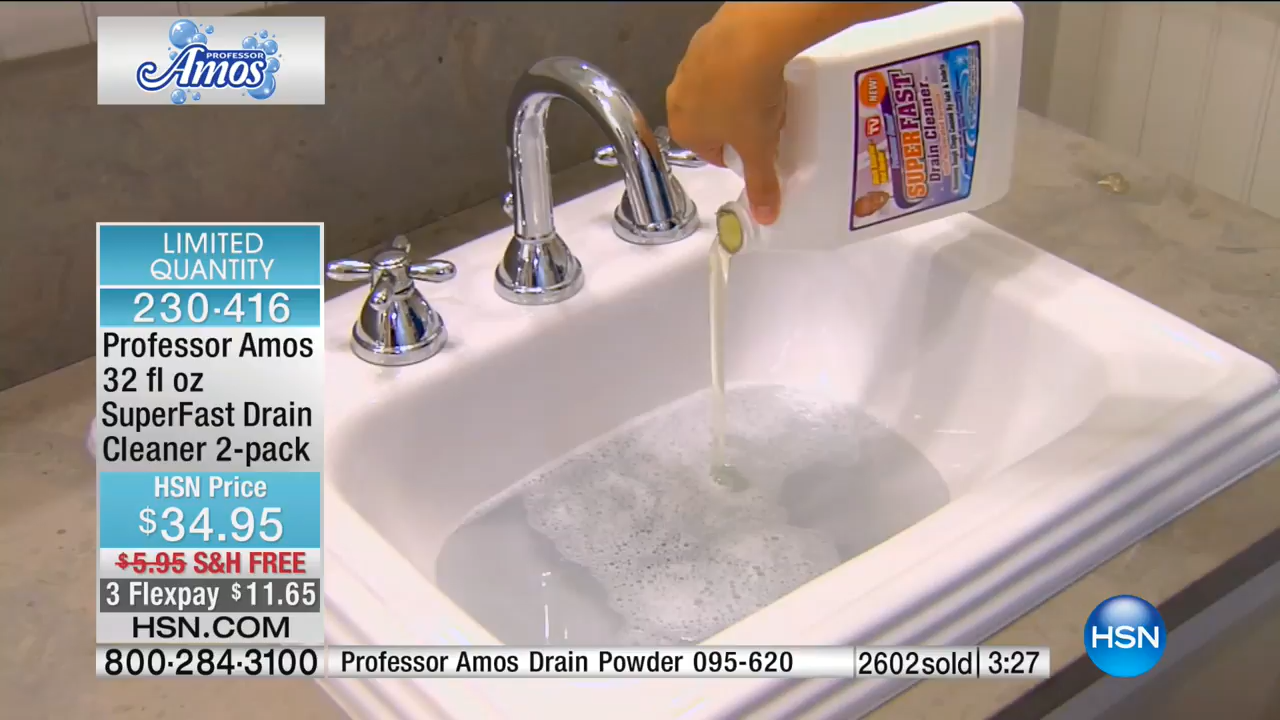 PROFESSOR
Amos
LIMITED
QUANTITY
230-416
Professor Amos
32 fl oz
SuperFast Drain
Cleaner 2-pack
HSN Price
$34.95
$5.95 S&H FREE
3 Flexpay $11.65
HSN.COM
800-284-3100
Professor Amos Drain Powder 095-620
2602sold
3:27
HSN
NEW!
SUPERFAST
Drain Cleaner